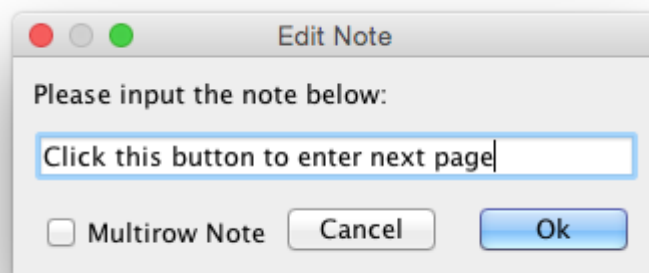 Edit Note
Please input the note below:
Click this button to enter next page
Multirow Note Cancel Ok